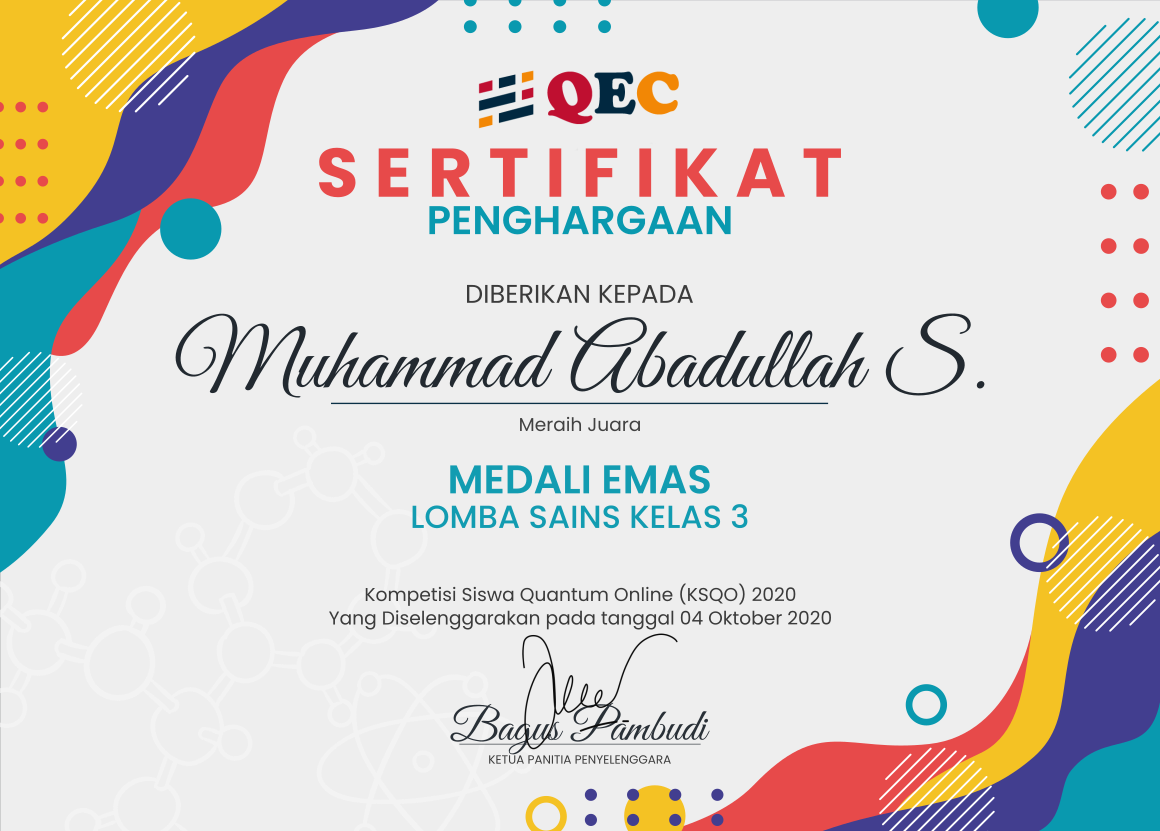 QEC
SERTIFIKAT
PENGHARGAAN
DIBERIKAN KEPADA
Muhammad Abadullah S.
Meraih Juara
MEDALI EMAS
LOMBA SAINS KELAS 3
Kompetisi Siswa Quantum Online (KSQO) 2020
Yang Diselenggarakan pada tanggal 04 Oktober 2020
Bagus Pambudi
KETUA PANITIA PENYELENGGARA